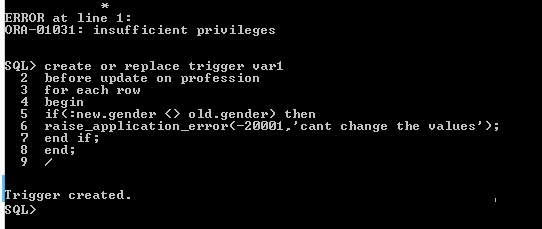 *
ERROR at line 1:
ORA-01031: insufficient privileges
SQL> create or replace trigger var1
2 before update on profession
3 for each row
4 begin
5 if(:new.gender <> old.gender) then
6 raise_application_error(-20001,'cant change the values');
7 end if;
8 end;
9 /
Trigger created.
SQL>